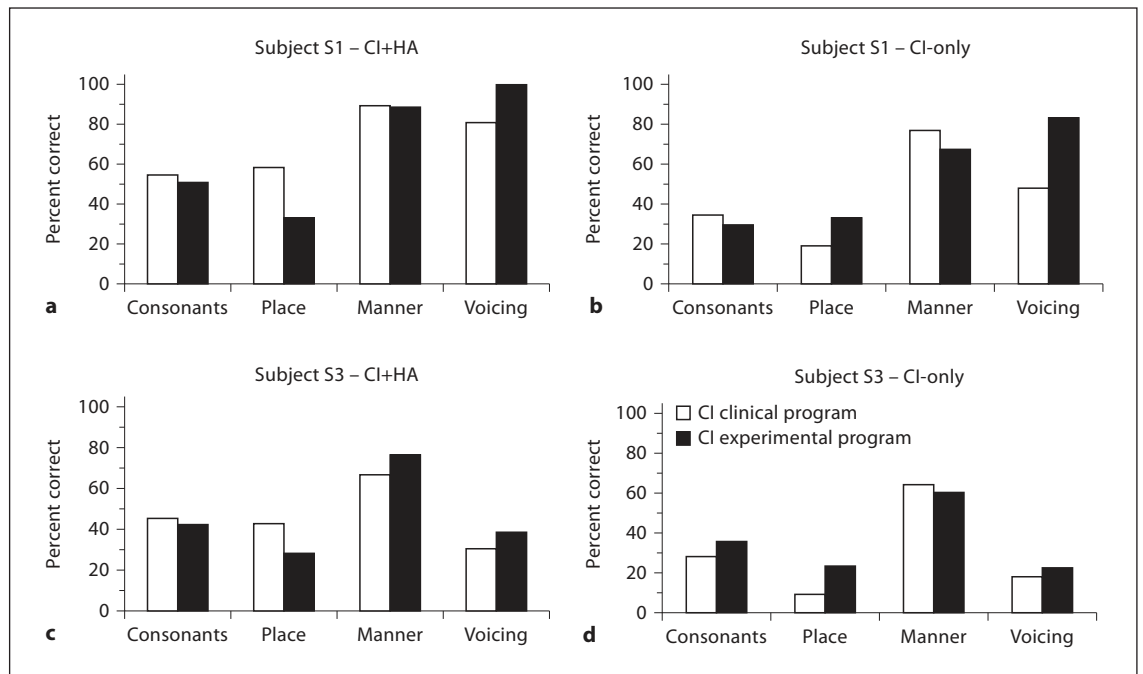 Subject S1 – CI+HA
Percent correct
100
80
60
40
20
0
Consonants Place Manner Voicing
a
Subject S1 – CI-only
Percent correct
100
80
60
40
20
0
Consonants Place Manner Voicing
b
Subject S3 – CI+HA
Percent correct
100
80
60
40
20
0
Consonants Place Manner Voicing
c
Subject S3 – CI-only
CI clinical program
CI experimental program
Percent correct
100
80
60
40
20
0
Consonants Place Manner Voicing
d